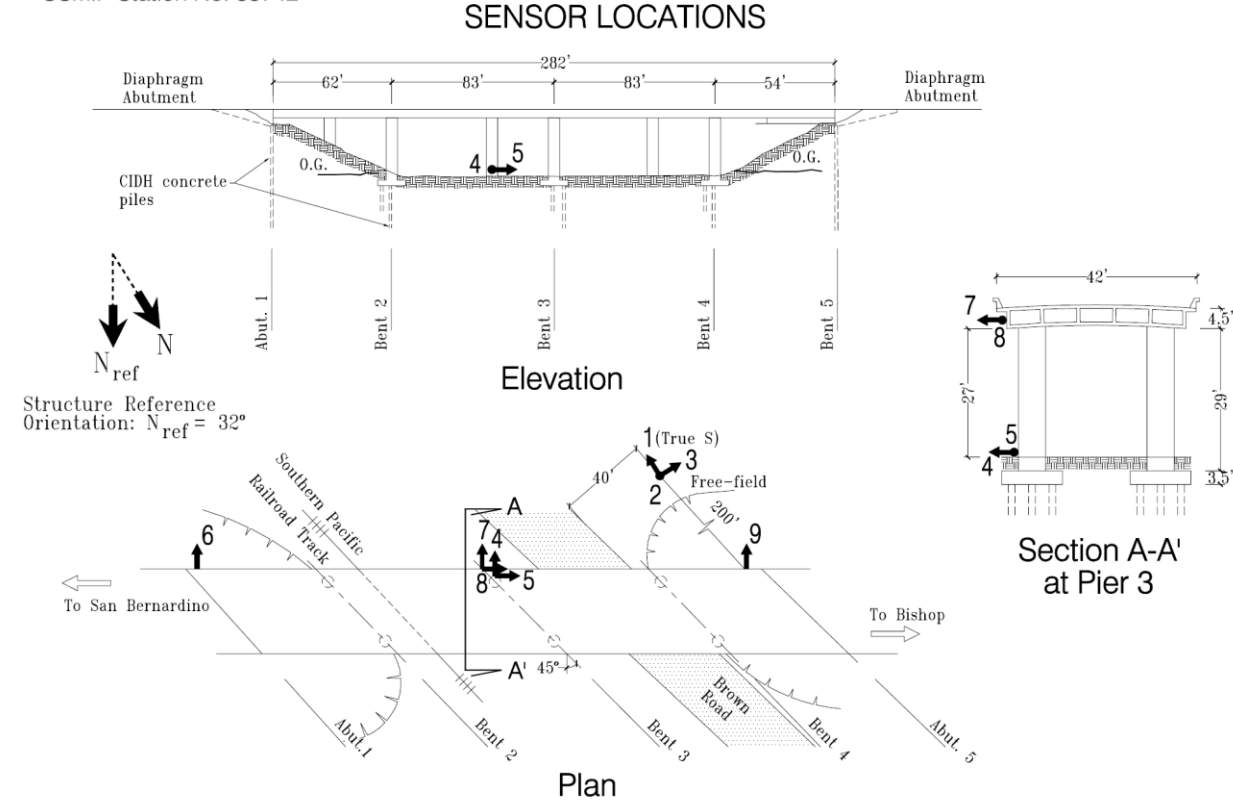 SENSOR LOCATIONS
282'
62'
83'
83'
54'
Diaphragm
Abutment
Diaphragm
Abutment
O.G.
4
5
O.G.
CIDH concrete
piles
Abut. 1
Bent 2
Bent 3
Bent 4
Bent 5
N
Nref
Structure Reference
Orientation: Nref = 32°
Elevation
42'
7
8
4.5'
27'
29'
5
4
3.5'
Section A-A'
at Pier 3
1(True S)
3
2
40'
Free-field
200'
Southern Pacific
Railroad Track
A
6
7
4
8
5
9
To San Bernardino
To Bishop
A'
45°
Brown
Road
Abut.1
Bent 2
Bent 3
Bent 4
Abut. 5
Plan